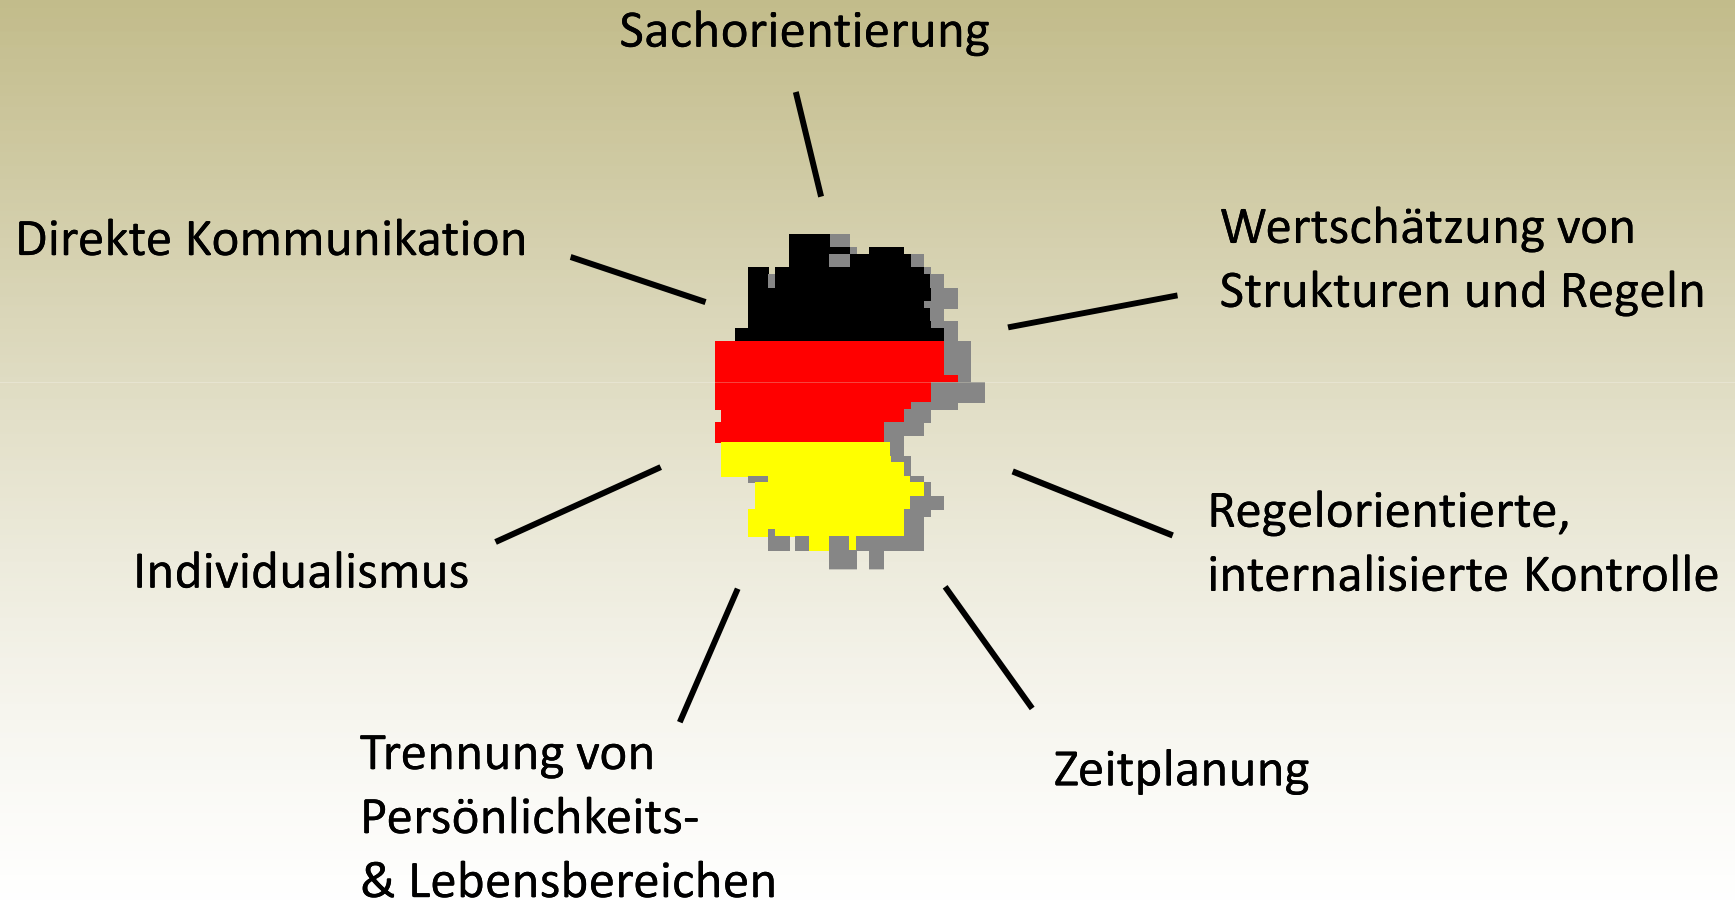 Sachorientierung
Direkte Kommunikation
Wertschätzung von
Strukturen und Regeln
Regelorientierte,
internalisierte Kontrolle
Individualismus
Trennung von
Persönlichkeits-
& Lebensbereichen
Zeitplanung